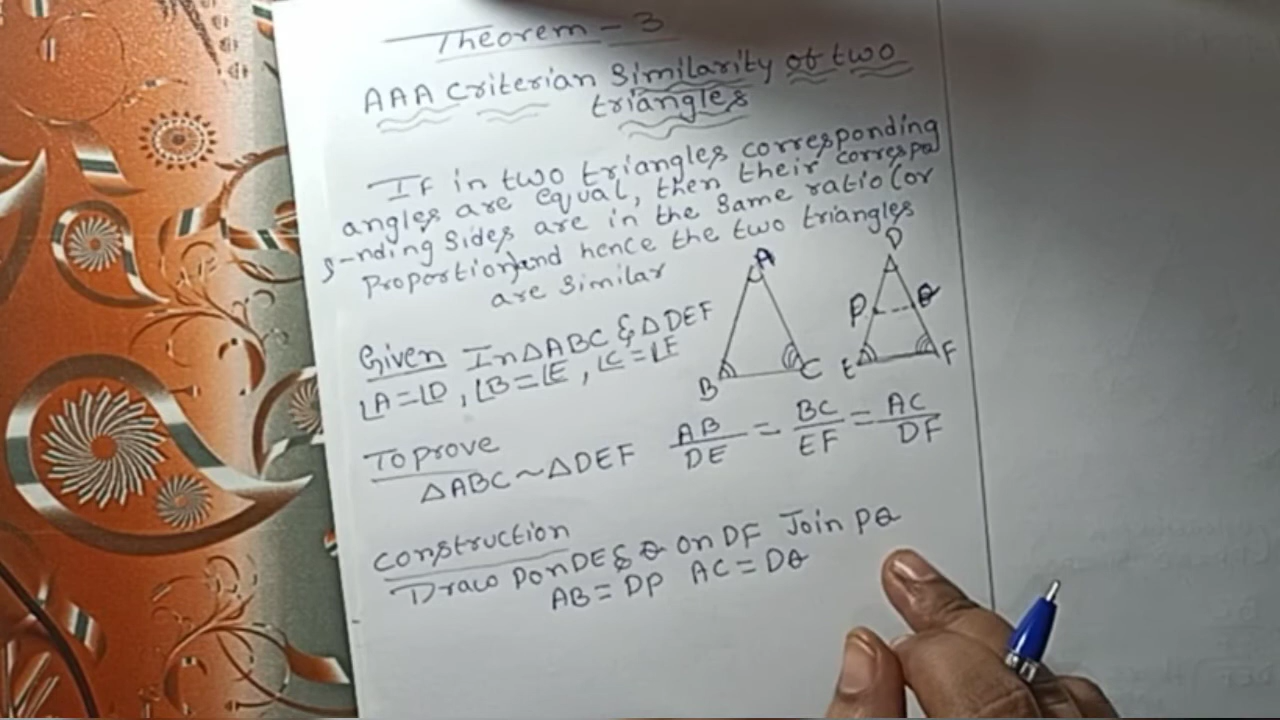 Theorem - 3
AAA Criterian Similarity of two
triangles
If in two triangles corresponding
angles are equal, then their correspo
s-nding sides are in the same ratio (or
Proportion) and hence the two triangles
are similar
Given In △ABC & △DEF
∠A=∠D, ∠B=∠E, ∠C=∠F
A
B
C
D
P
Q
E
F
To prove
△ABC ~ △DEF AB/DE = BC/EF = AC/DF
Construction
Draw P on DE & Q on DF Join PQ
AB = DP AC = DQ